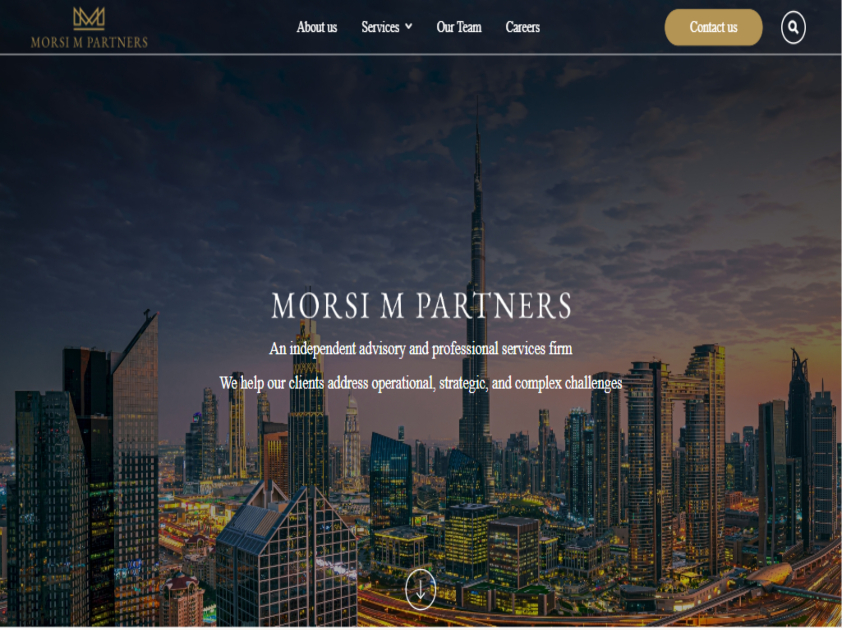 MORSI M PARTNERS
About us
Services
Our Team
Careers
Contact us
MORSI M PARTNERS
An independent advisory and professional services firm
We help our clients address operational, strategic, and complex challenges